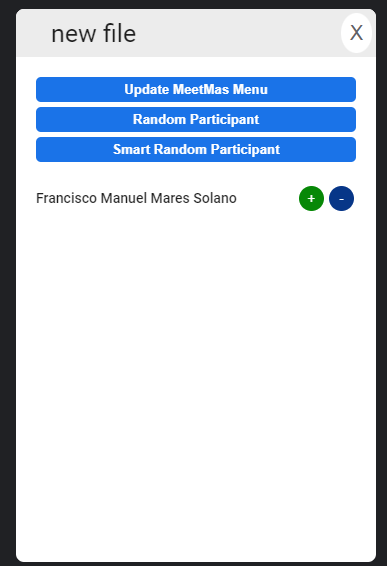 new file
X
Update MeetMas Menu
Random Participant
Smart Random Participant
Francisco Manuel Mares Solano
+
-